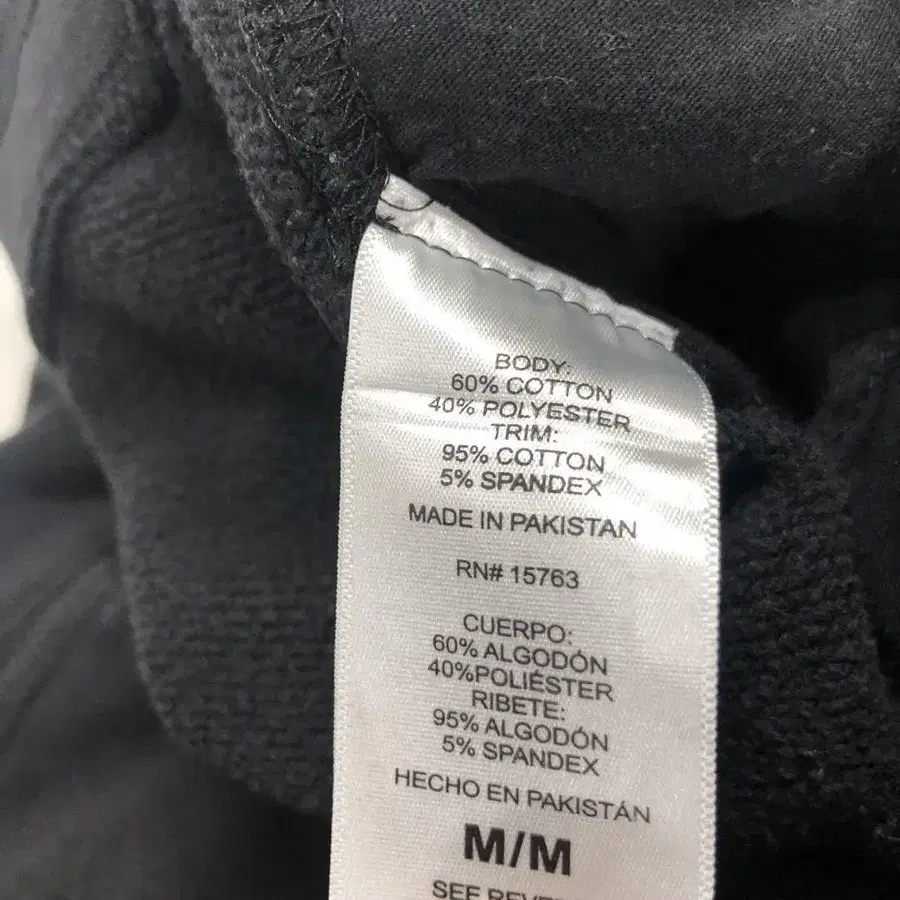 BODY:
60% COTTON
40% POLYESTER
TRIM:
95% COTTON
5% SPANDEX
MADE IN PAKISTAN
RN# 15763
CUERPO:
60% ALGODÓN
40%POLIÉSTER
RIBETE:
95% ALGODÓN
5% SPANDEX
HECHO EN PAKISTÁN
M/M
SEE